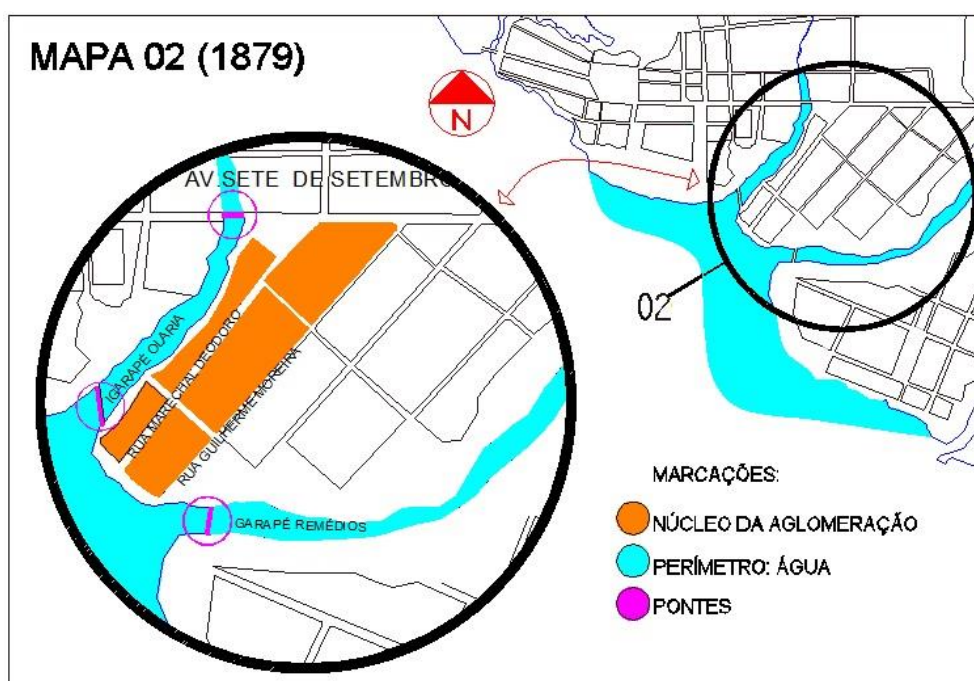 MAPA 02 (1879)
N
AV.SETE DE SETEMBRO
IGARAPÉ OLARIA
RUA MARECHAL DEODORO
RUA GUILHERME MOREIRA
GARAPÉ REMÉDIOS
02
MARCAÇÕES:
NÚCLEO DA AGLOMERAÇÃO
PERÍMETRO: ÁGUA
PONTES